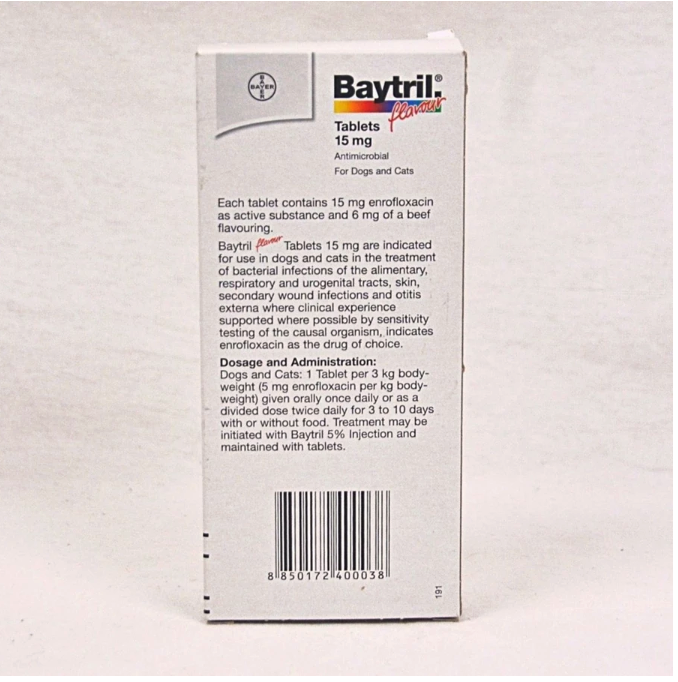 BAYER
BAYER
Baytril®
flavour
Tablets
15 mg
Antimicrobial
For Dogs and Cats
Each tablet contains 15 mg enrofloxacin
as active substance and 6 mg of a beef
flavouring.
Baytril flavour Tablets 15 mg are indicated
for use in dogs and cats in the treatment
of bacterial infections of the alimentary,
respiratory and urogenital tracts, skin,
secondary wound infections and otitis
externa where clinical experience
supported where possible by sensitivity
testing of the causal organism, indicates
enrofloxacin as the drug of choice.
Dosage and Administration:
Dogs and Cats: 1 Tablet per 3 kg body-
weight (5 mg enrofloxacin per kg body-
weight) given orally once daily or as a
divided dose twice daily for 3 to 10 days
with or without food. Treatment may be
initiated with Baytril 5% Injection and
maintained with tablets.
8 850172 400038
191